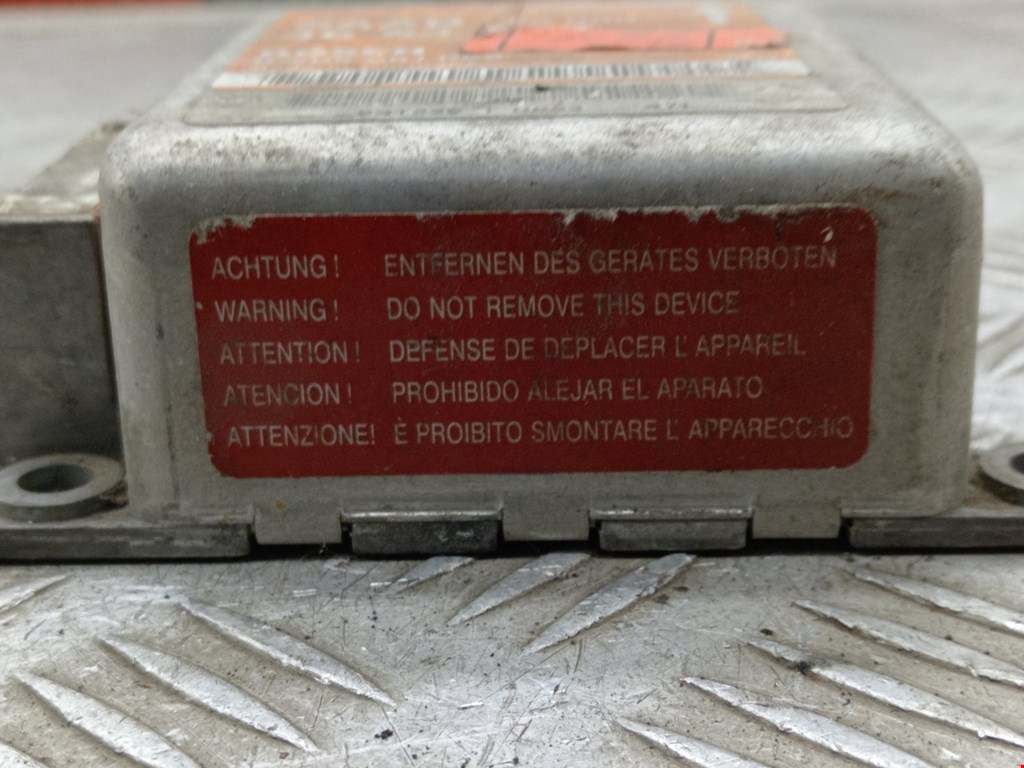 ACHTUNG! ENTFERNEN DES GERATES VERBOTEN
WARNING! DO NOT REMOVE THIS DEVICE
ATTENTION! DEFENSE DE DEPLACER L'APPAREIL
ATENCION! PROHIBIDO ALEJAR EL APARATO
ATTENZIONE! È PROIBITO SMONTARE L'APPARECCHIO